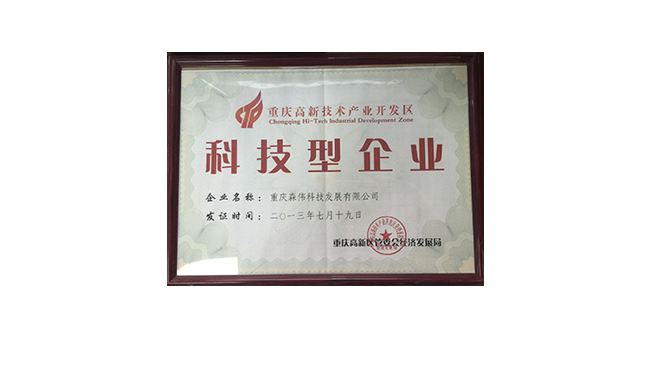 重庆高新技术产业开发区
Chongqing Hi-Tech Industrial Development Zone
科技型企业
企业名称：重庆森伟科技发展有限公司
发证时间：二〇一三年七月十九日
重庆高新区管委会经济发展局